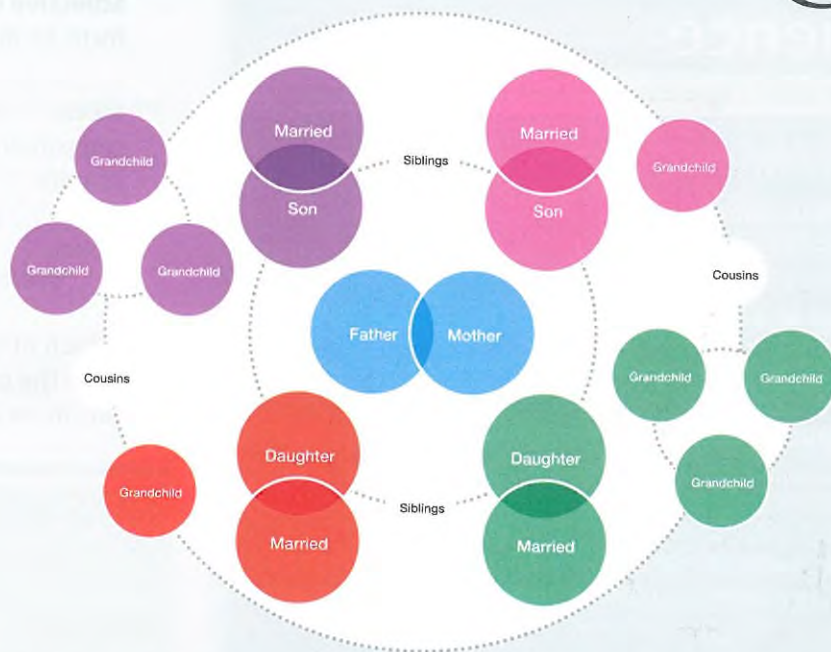 Married
Married
Siblings
Grandchild
Grandchild
Son
Son
Grandchild
Grandchild
Cousins
Father
Mother
Cousins
Grandchild
Grandchild
Daughter
Daughter
Grandchild
Grandchild
Siblings
Married
Married